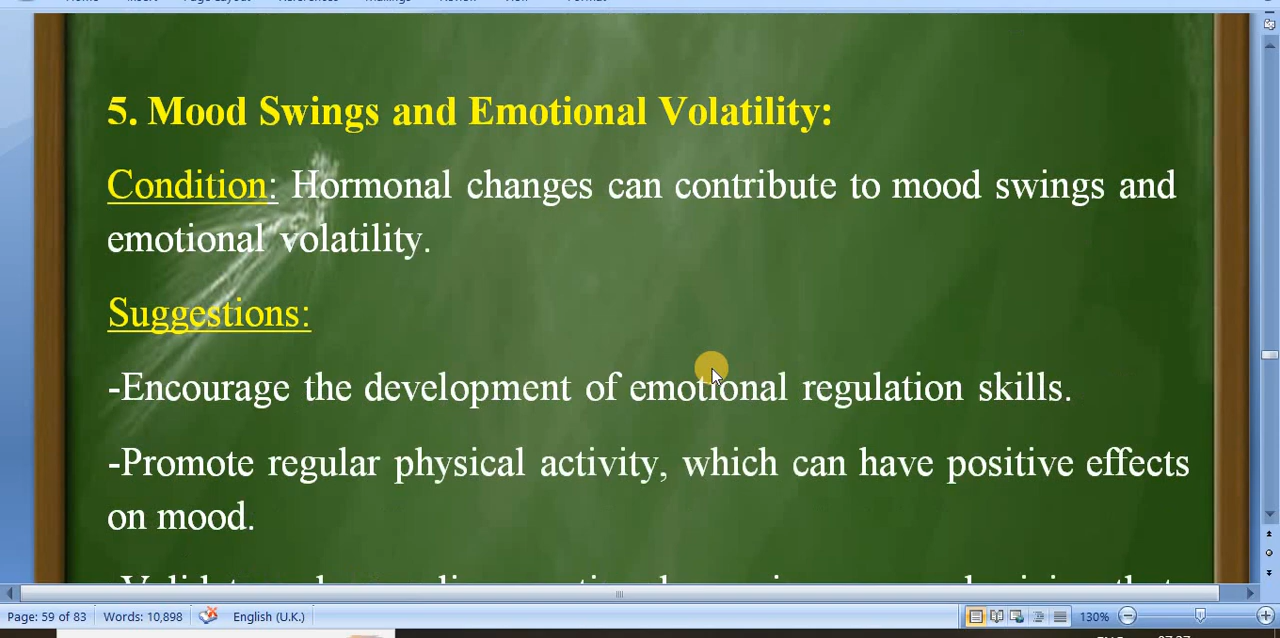 5. Mood Swings and Emotional Volatility:
Condition: Hormonal changes can contribute to mood swings and
emotional volatility.
Suggestions:
-Encourage the development of emotional regulation skills.
-Promote regular physical activity, which can have positive effects
on mood.
Page: 59 of 83 Words: 10,898 English (U.K.) 130%